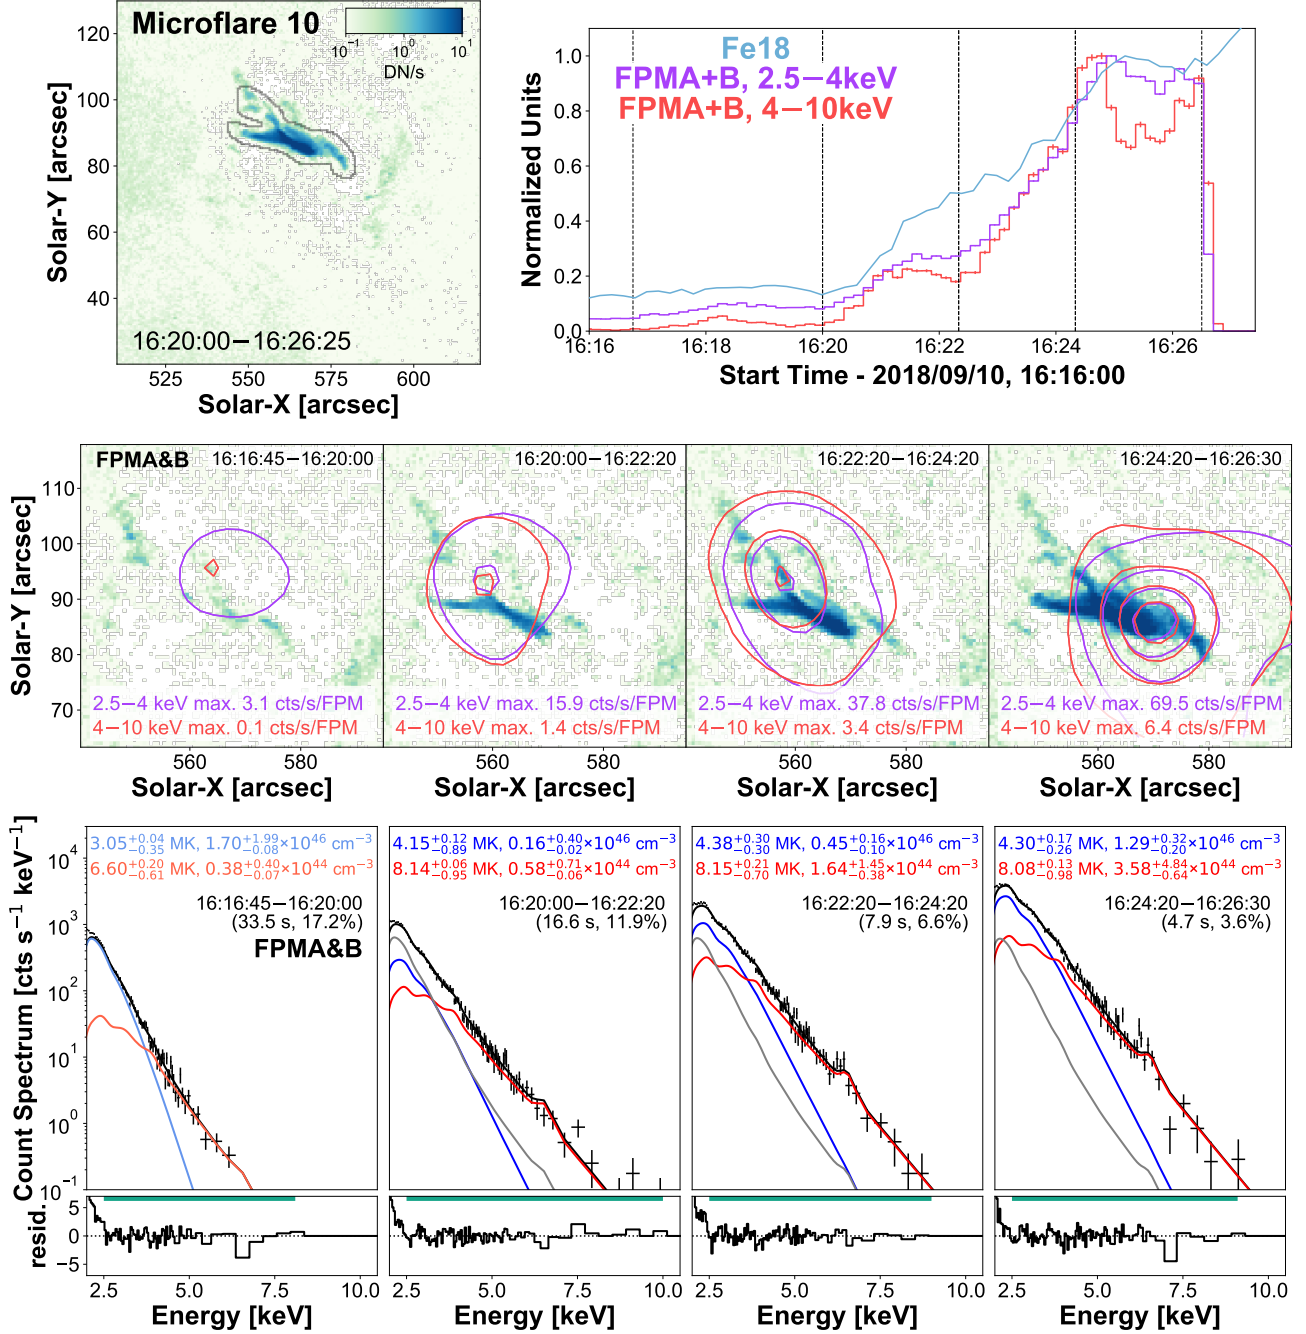 Microflare 10
10⁻¹ 10⁰ 10¹
DN/s
120
100
80
60
40
Solar-Y [arcsec]
16:20:00−16:26:25
525 550 575 600
Solar-X [arcsec]
Fe18
FPMA+B, 2.5−4keV
FPMA+B, 4−10keV
1.0
0.8
0.6
0.4
0.2
0.0
Normalized Units
16:16 16:18 16:20 16:22 16:24 16:26
Start Time - 2018/09/10, 16:16:00
FPMA&B 16:16:45−16:20:00
16:20:00−16:22:20
16:22:20−16:24:20
16:24:20−16:26:30
110
100
90
80
70
Solar-Y [arcsec]
2.5−4 keV max. 3.1 cts/s/FPM
4−10 keV max. 0.1 cts/s/FPM
2.5−4 keV max. 15.9 cts/s/FPM
4−10 keV max. 1.4 cts/s/FPM
2.5−4 keV max. 37.8 cts/s/FPM
4−10 keV max. 3.4 cts/s/FPM
2.5−4 keV max. 69.5 cts/s/FPM
4−10 keV max. 6.4 cts/s/FPM
560 580 560 580 560 580 560 580
Solar-X [arcsec] Solar-X [arcsec] Solar-X [arcsec] Solar-X [arcsec]
Count Spectrum [cts s⁻¹ keV⁻¹]
10⁴
10³
10²
10¹
10⁰
10⁻¹
3.05+0.04−0.35 MK, 1.70+1.99−0.08×10⁴⁶ cm⁻³
6.60+0.20−0.61 MK, 0.38+0.40−0.07×10⁴⁴ cm⁻³
16:16:45−16:20:00
(33.5 s, 17.2%)
FPMA&B
4.15+0.12−0.89 MK, 0.16+0.40−0.02×10⁴⁶ cm⁻³
8.14+0.06−0.95 MK, 0.58+0.71−0.06×10⁴⁴ cm⁻³
16:20:00−16:22:20
(16.6 s, 11.9%)
4.38+0.30−0.30 MK, 0.45+0.16−0.10×10⁴⁶ cm⁻³
8.15+0.21−0.70 MK, 1.64+1.45−0.38×10⁴⁴ cm⁻³
16:22:20−16:24:20
(7.9 s, 6.6%)
4.30+0.17−0.26 MK, 1.29+0.32−0.20×10⁴⁶ cm⁻³
8.08+0.13−0.98 MK, 3.58+4.84−0.64×10⁴⁴ cm⁻³
16:24:20−16:26:30
(4.7 s, 3.6%)
resid.
5
0
−5
2.5 5.0 7.5 10.0 2.5 5.0 7.5 10.0 2.5 5.0 7.5 10.0 2.5 5.0 7.5 10.0
Energy [keV] Energy [keV] Energy [keV] Energy [keV]